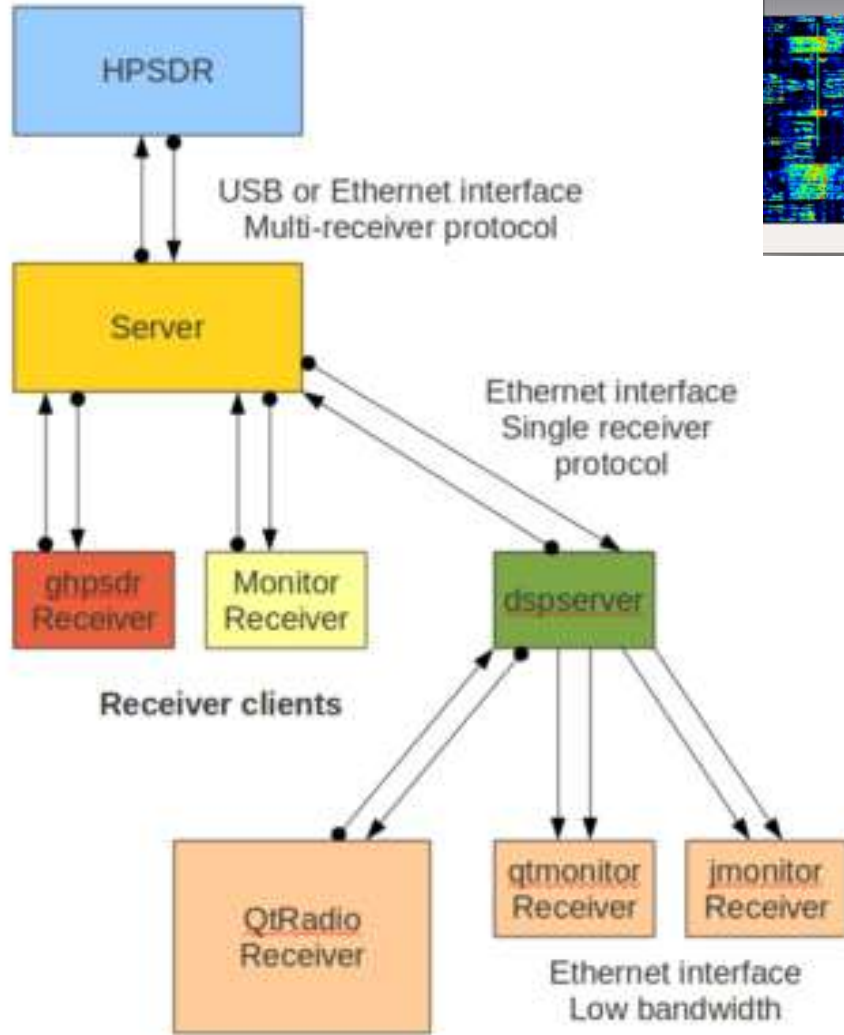 HPSDR
USB or Ethernet interface
Multi-receiver protocol
Server
Ethernet interface
Single receiver
protocol
ghpsdr
Receiver
Monitor
Receiver
dspserver
Receiver clients
QtRadio
Receiver
qtmonitor
Receiver
jmonitor
Receiver
Ethernet interface
Low bandwidth